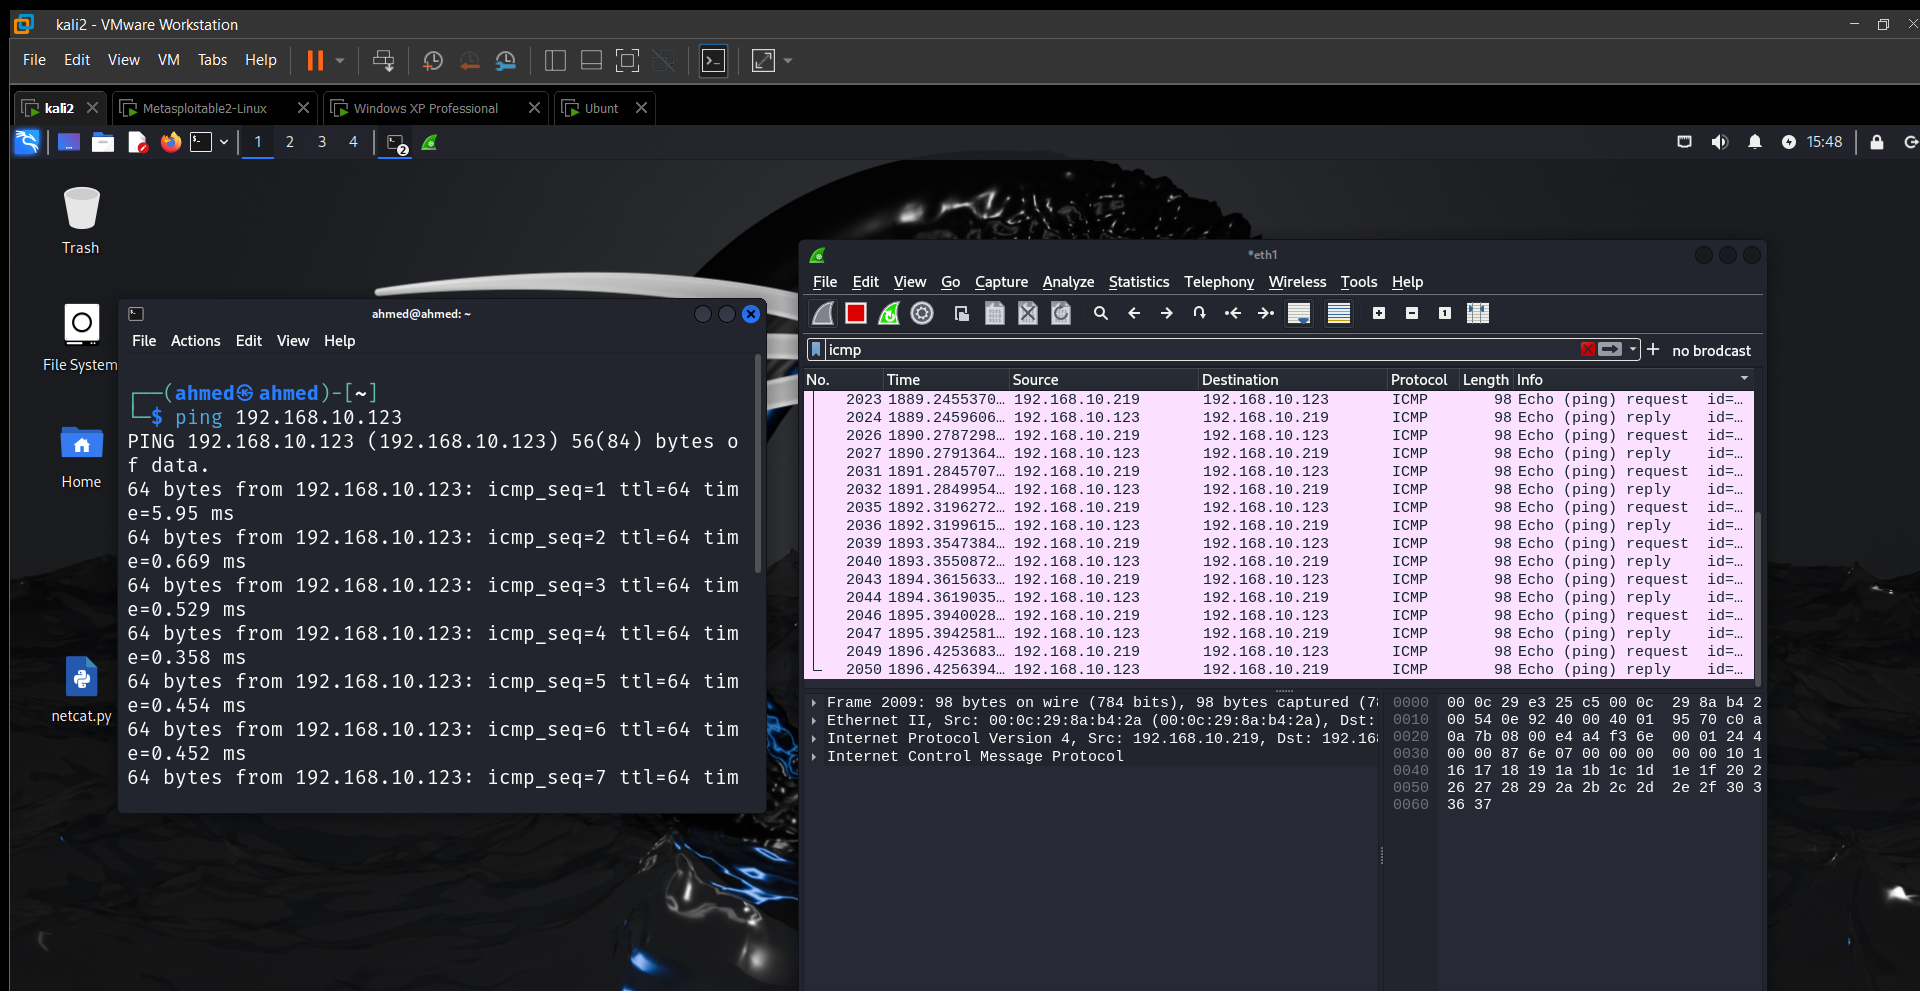 kali2 - VMware Workstation
File Edit View VM Tabs Help
kali2 Metasploitable2-Linux Windows XP Professional Ubunt
1 2 3 4 2 15:48
Trash
File System
Home
netcat.py
ahmed@ahmed: ~
File Actions Edit View Help
(ahmed㉿ahmed)-[~]
$ ping 192.168.10.123
PING 192.168.10.123 (192.168.10.123) 56(84) bytes o
f data.
64 bytes from 192.168.10.123: icmp_seq=1 ttl=64 tim
e=5.95 ms
64 bytes from 192.168.10.123: icmp_seq=2 ttl=64 tim
e=0.669 ms
64 bytes from 192.168.10.123: icmp_seq=3 ttl=64 tim
e=0.529 ms
64 bytes from 192.168.10.123: icmp_seq=4 ttl=64 tim
e=0.358 ms
64 bytes from 192.168.10.123: icmp_seq=5 ttl=64 tim
e=0.454 ms
64 bytes from 192.168.10.123: icmp_seq=6 ttl=64 tim
e=0.452 ms
64 bytes from 192.168.10.123: icmp_seq=7 ttl=64 tim
*eth1
File Edit View Go Capture Analyze Statistics Telephony Wireless Tools Help
icmp + no brodcast
No. Time Source Destination Protocol Length Info
2023 1889.2455370… 192.168.10.219 192.168.10.123 ICMP 98 Echo (ping) request id=…
2024 1889.2459606… 192.168.10.123 192.168.10.219 ICMP 98 Echo (ping) reply id=…
2026 1890.2787298… 192.168.10.219 192.168.10.123 ICMP 98 Echo (ping) request id=…
2027 1890.2791364… 192.168.10.123 192.168.10.219 ICMP 98 Echo (ping) reply id=…
2031 1891.2845707… 192.168.10.219 192.168.10.123 ICMP 98 Echo (ping) request id=…
2032 1891.2849954… 192.168.10.123 192.168.10.219 ICMP 98 Echo (ping) reply id=…
2035 1892.3196272… 192.168.10.219 192.168.10.123 ICMP 98 Echo (ping) request id=…
2036 1892.3199615… 192.168.10.123 192.168.10.219 ICMP 98 Echo (ping) reply id=…
2039 1893.3547384… 192.168.10.219 192.168.10.123 ICMP 98 Echo (ping) request id=…
2040 1893.3550872… 192.168.10.123 192.168.10.219 ICMP 98 Echo (ping) reply id=…
2043 1894.3615633… 192.168.10.219 192.168.10.123 ICMP 98 Echo (ping) request id=…
2044 1894.3619035… 192.168.10.123 192.168.10.219 ICMP 98 Echo (ping) reply id=…
2046 1895.3940028… 192.168.10.219 192.168.10.123 ICMP 98 Echo (ping) request id=…
2047 1895.3942581… 192.168.10.123 192.168.10.219 ICMP 98 Echo (ping) reply id=…
2049 1896.4253683… 192.168.10.219 192.168.10.123 ICMP 98 Echo (ping) request id=…
2050 1896.4256394… 192.168.10.123 192.168.10.219 ICMP 98 Echo (ping) reply id=…
Frame 2009: 98 bytes on wire (784 bits), 98 bytes captured (78
Ethernet II, Src: 00:0c:29:8a:b4:2a (00:0c:29:8a:b4:2a), Dst:
Internet Protocol Version 4, Src: 192.168.10.219, Dst: 192.168
Internet Control Message Protocol
0000 00 0c 29 e3 25 c5 00 0c 29 8a b4 2
0010 00 54 0e 92 40 00 40 01 95 70 c0 a
0020 0a 7b 08 00 e4 a4 f3 6e 00 01 24 4
0030 00 00 87 6e 07 00 00 00 00 00 10 1
0040 16 17 18 19 1a 1b 1c 1d 1e 1f 20 2
0050 26 27 28 29 2a 2b 2c 2d 2e 2f 30 3
0060 36 37